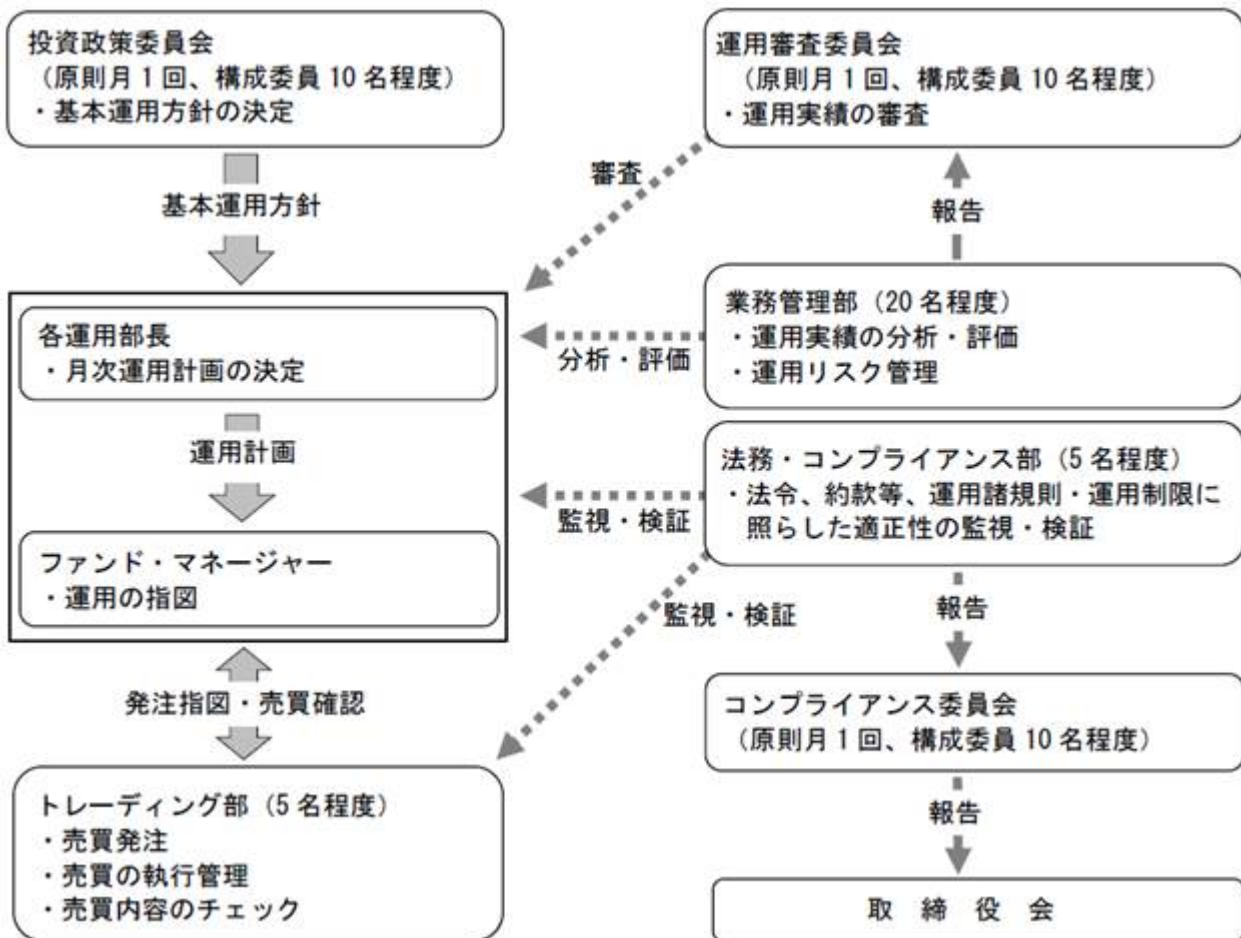 投資政策委員会
（原則月１回、構成委員 10 名程度）
・基本運用方針の決定
基本運用方針
各運用部長
・月次運用計画の決定
運用計画
ファンド・マネージャー
・運用の指図
発注指図・売買確認
トレーディング部（5 名程度）
・売買発注
・売買の執行管理
・売買内容のチェック
運用審査委員会
（原則月１回、構成委員 10 名程度）
・運用実績の審査
審査
報告
業務管理部（20 名程度）
・運用実績の分析・評価
・運用リスク管理
分析・評価
法務・コンプライアンス部（5 名程度）
・法令、約款等、運用諸規則・運用制限に
照らした適正性の監視・検証
監視・検証
監視・検証
報告
コンプライアンス委員会
（原則月１回、構成委員 10 名程度）
報告
取　締　役　会